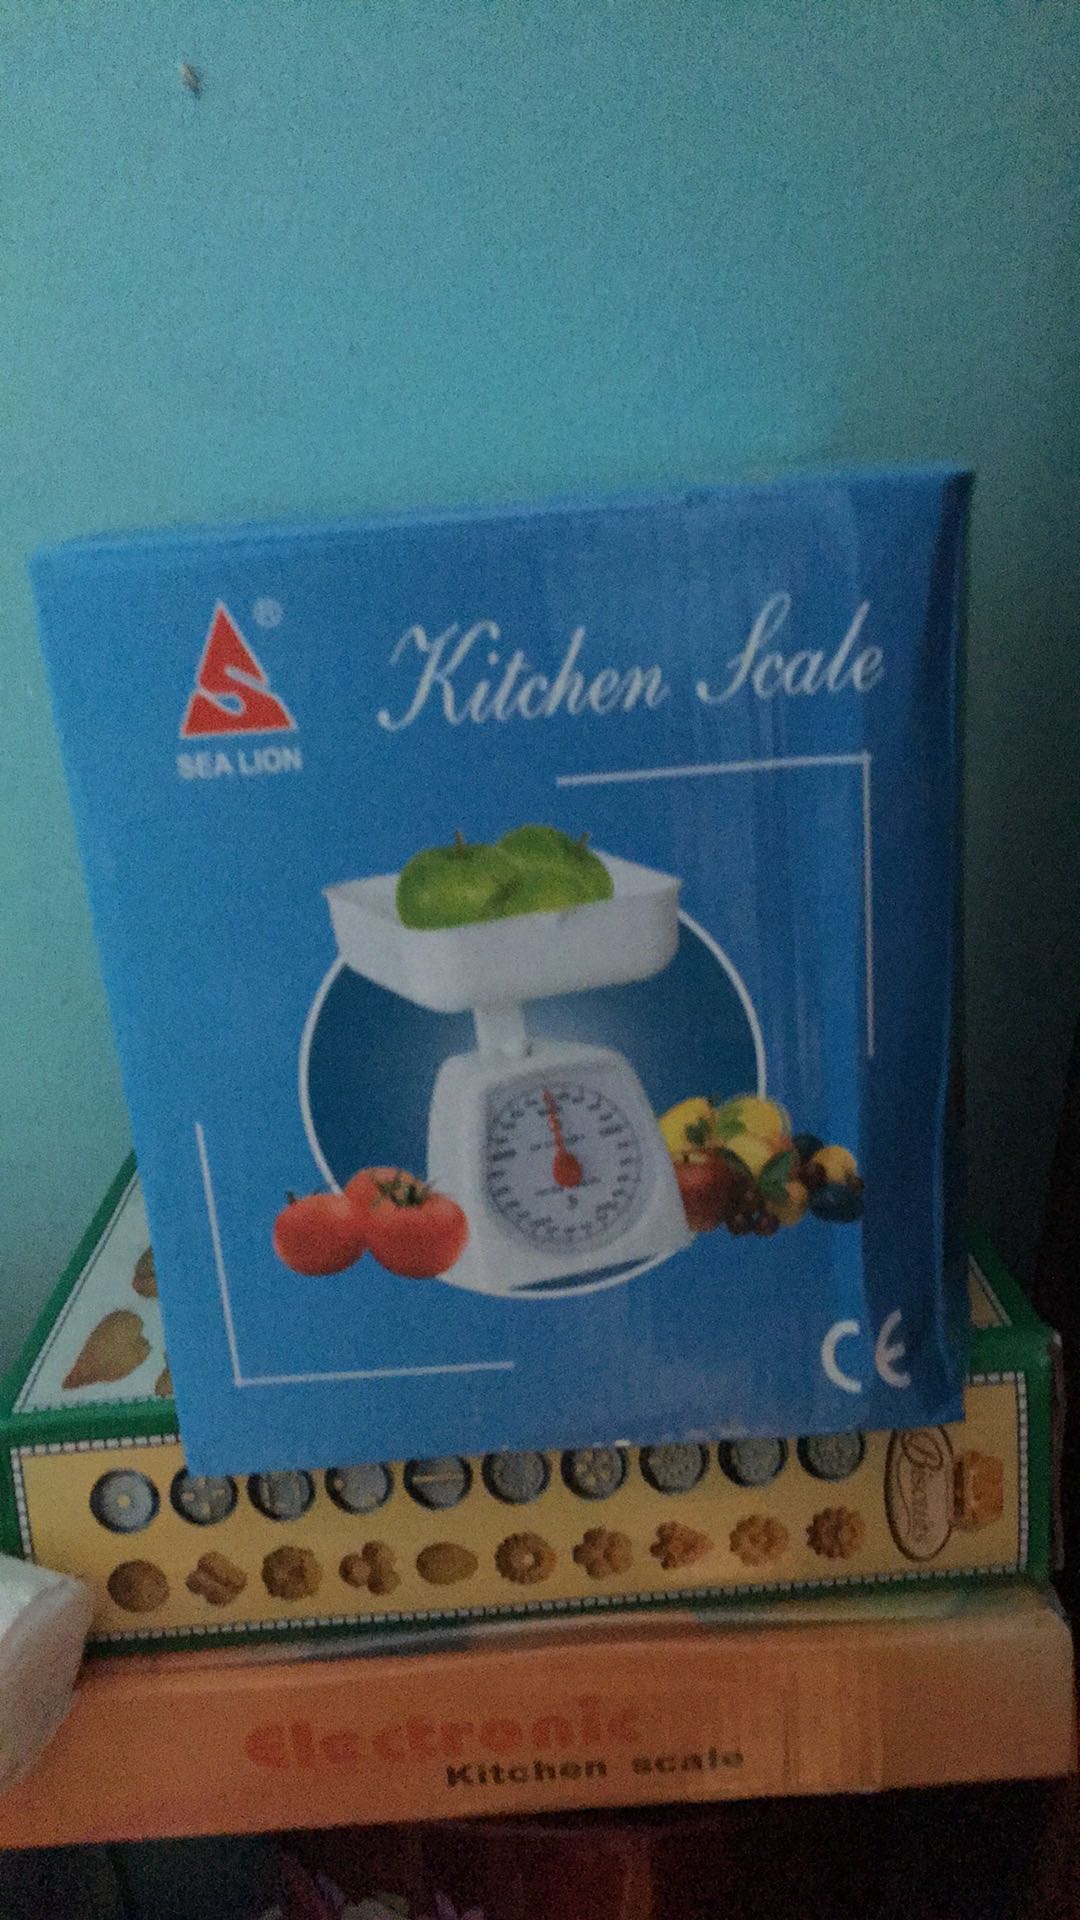 ®
SEA LION
Kitchen Scale
CE
Biscuits
Electronic
Kitchen scale